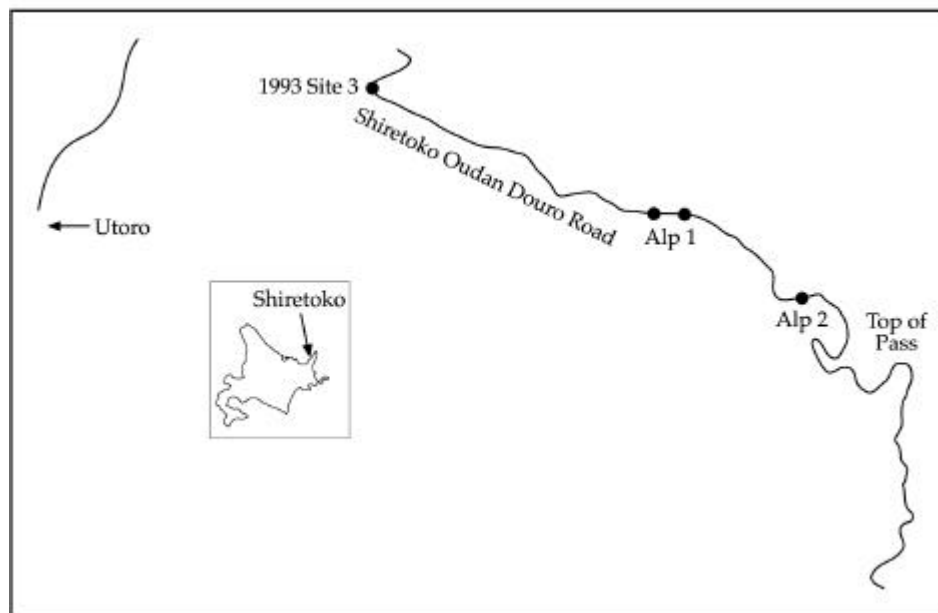 1993 Site 3
Shiretoko Oudan Douro Road
Utoro
Alp 1
Shiretoko
Alp 2
Top of
Pass